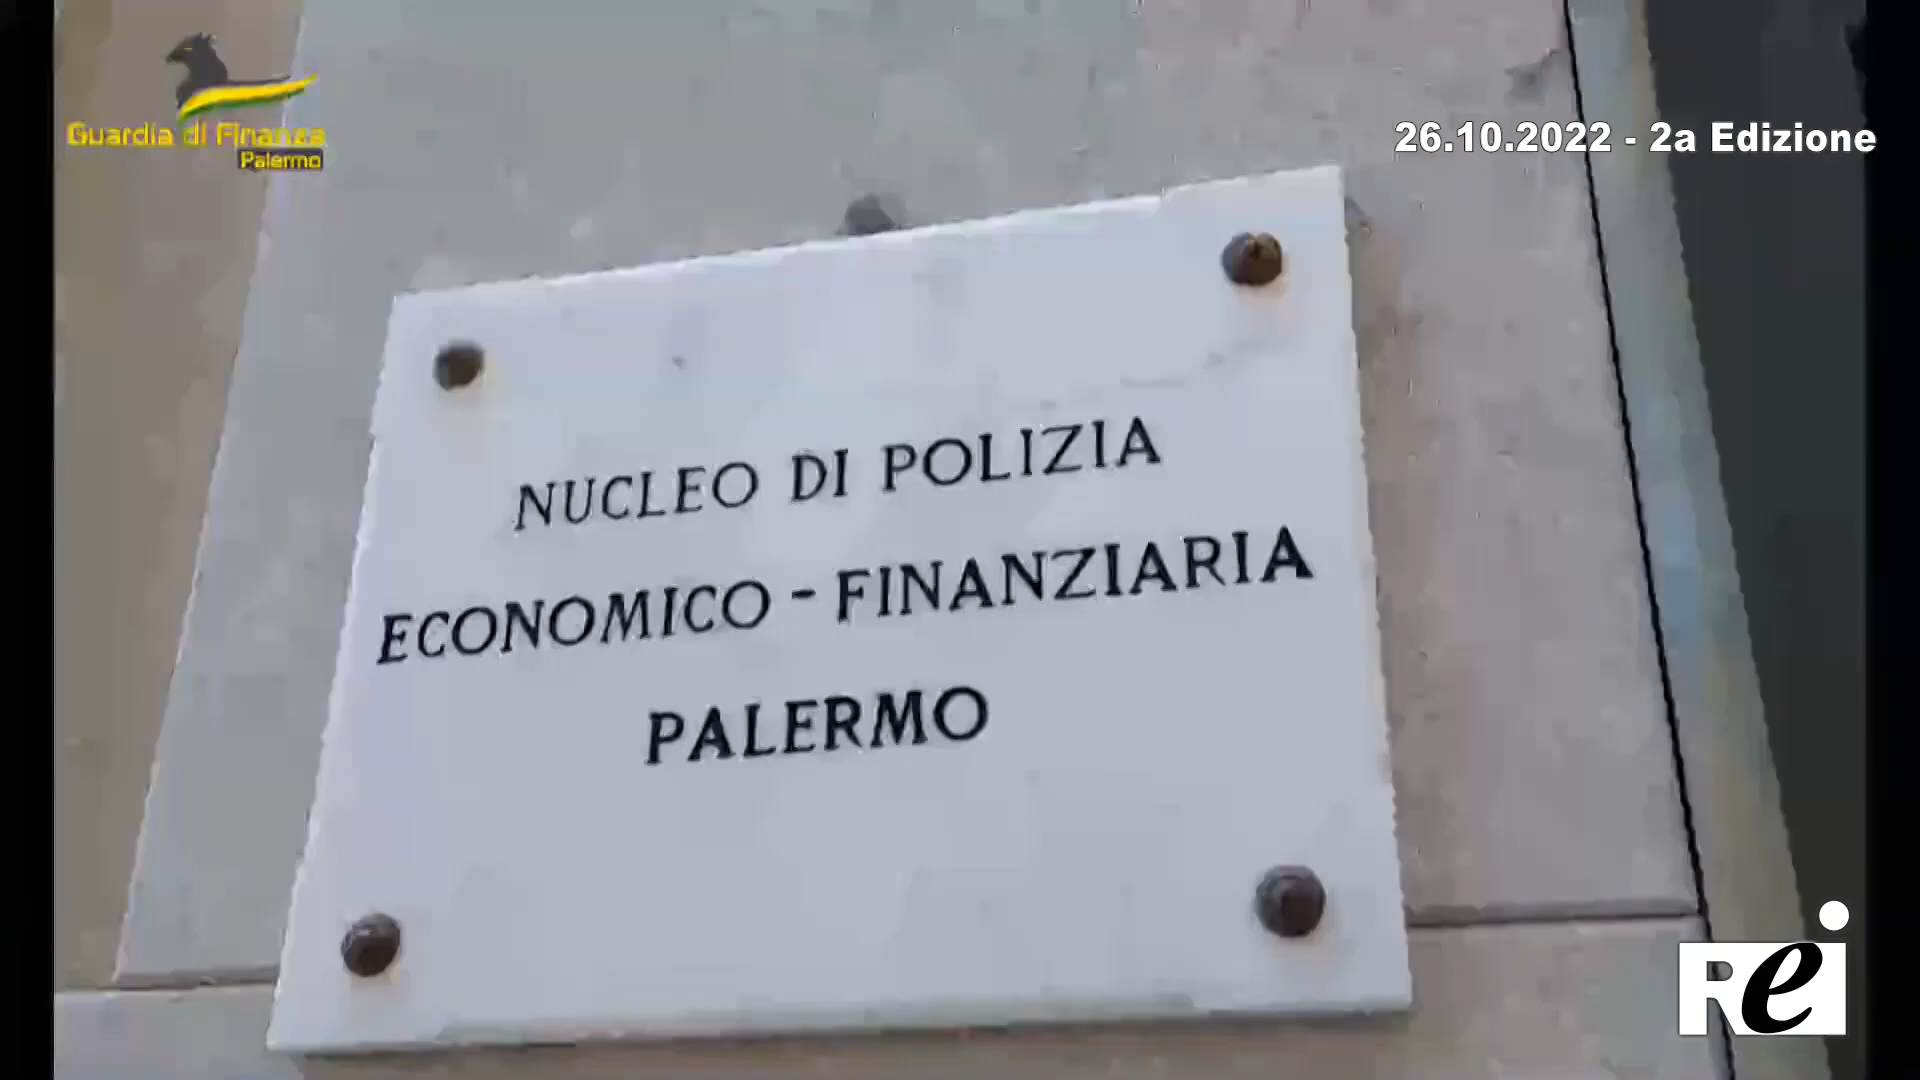 Guardia di Finanza
Palermo
26.10.2022 - 2a Edizione
NUCLEO DI POLIZIA
ECONOMICO - FINANZIARIA
PALERMO
Rei